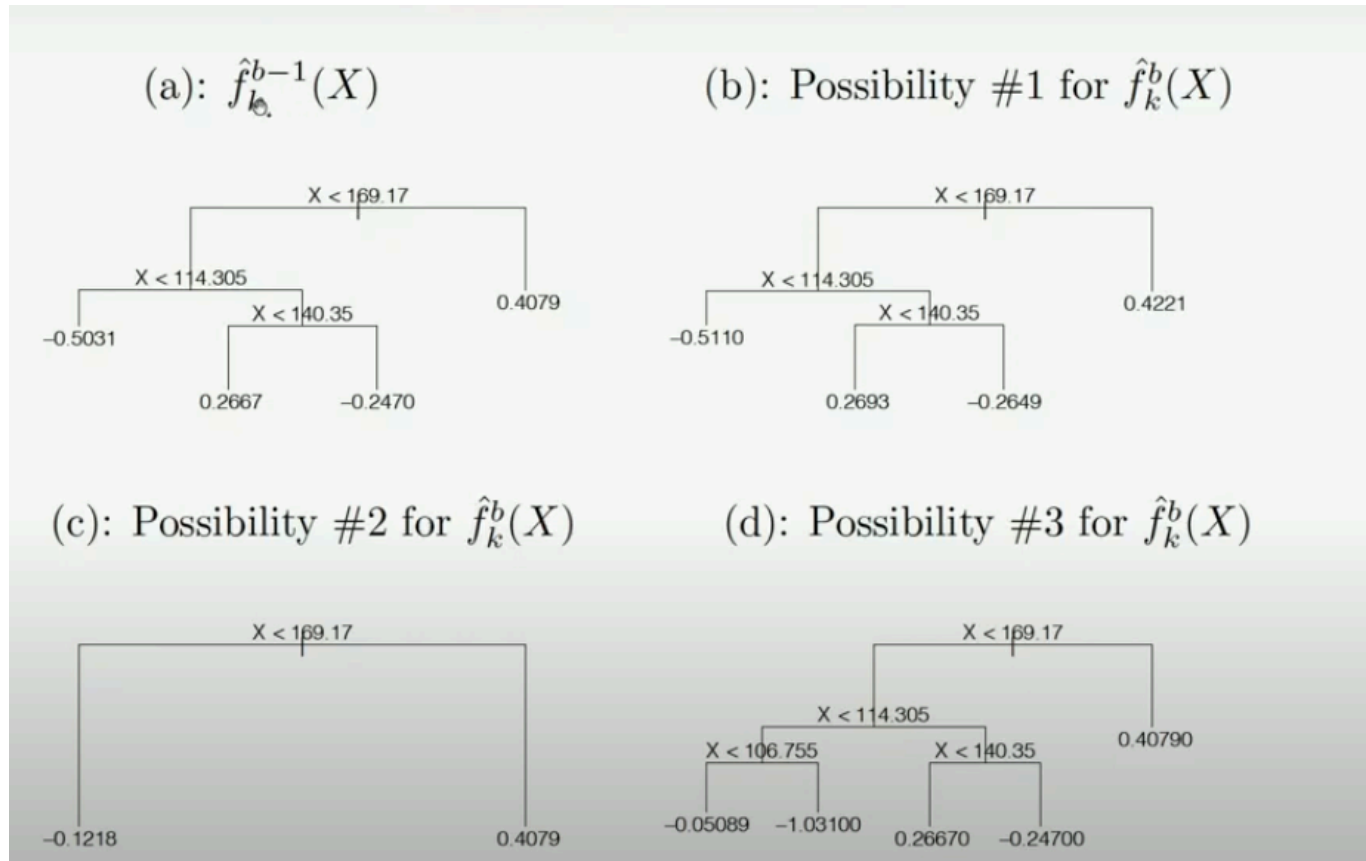 (a): f̂ₖᵇ⁻¹(X)
(b): Possibility #1 for f̂ₖᵇ(X)
X < 169.17
X < 114.305
X < 140.35
0.4079
−0.5031
0.2667
−0.2470
X < 169.17
X < 114.305
X < 140.35
0.4221
−0.5110
0.2693
−0.2649
(c): Possibility #2 for f̂ₖᵇ(X)
(d): Possibility #3 for f̂ₖᵇ(X)
X < 169.17
−0.1218
0.4079
X < 169.17
X < 114.305
0.40790
X < 106.755
X < 140.35
−0.05089
−1.03100
0.26670
−0.24700